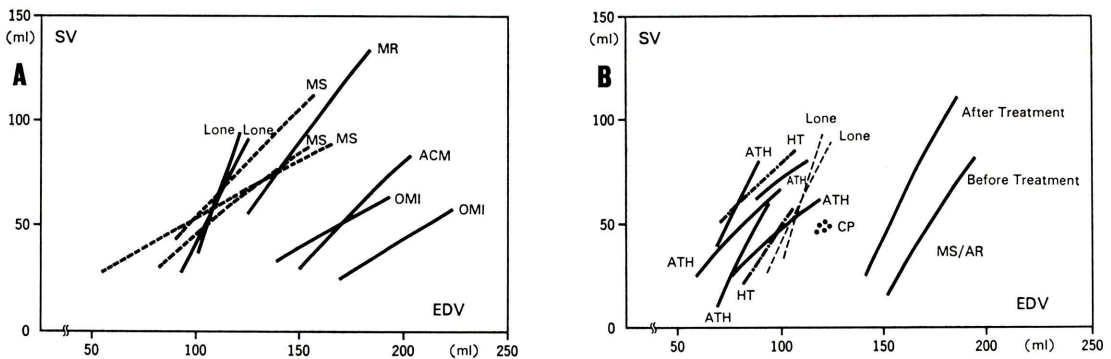 A
150
(ml)
SV
MR
MS
Lone Lone
MS MS
100
ACM
OMI
OMI
50
EDV
0
50 100 150 200 (ml) 250
B
150
(ml)
SV
After Treatment
Lone
Lone
HT
ATH
100
ATH
Before Treatment
ATH
CP
50
MS/AR
ATH
HT
ATH
EDV
0
50 100 150 200 (ml) 250